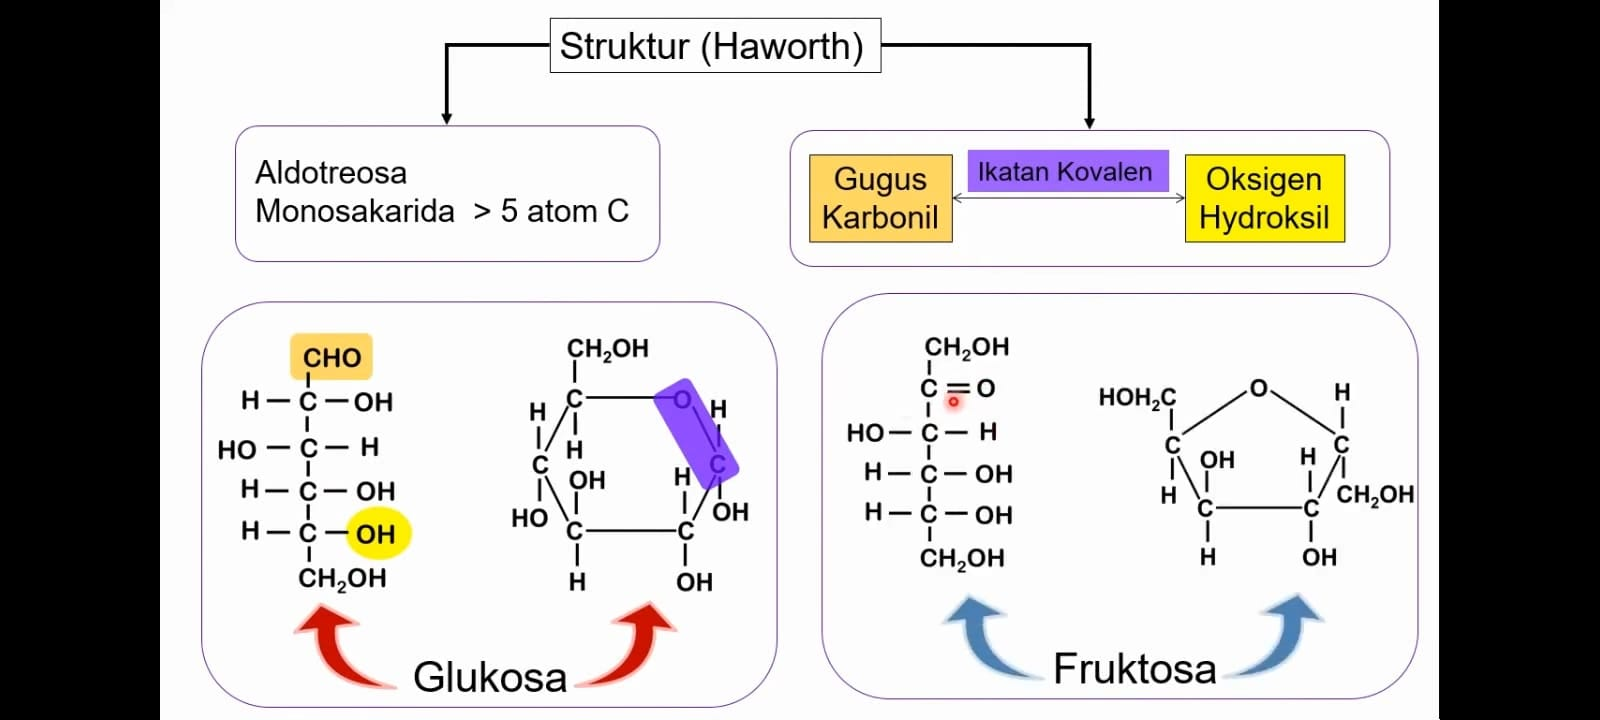 Struktur (Haworth)
Aldotreosa
Monosakarida > 5 atom C
Gugus
Karbonil
Ikatan Kovalen
Oksigen
Hydroksil
CHO
H — C — OH
HO — C — H
H — C — OH
H — C — OH
CH₂OH
CH₂OH
C O
H H
H
C C
OH H
HO OH
C C
H OH
Glukosa
CH₂OH
C = O
HO — C — H
H — C — OH
H — C — OH
CH₂OH
O
HOH₂C H
C C
OH H
H CH₂OH
C C
H OH
Fruktosa